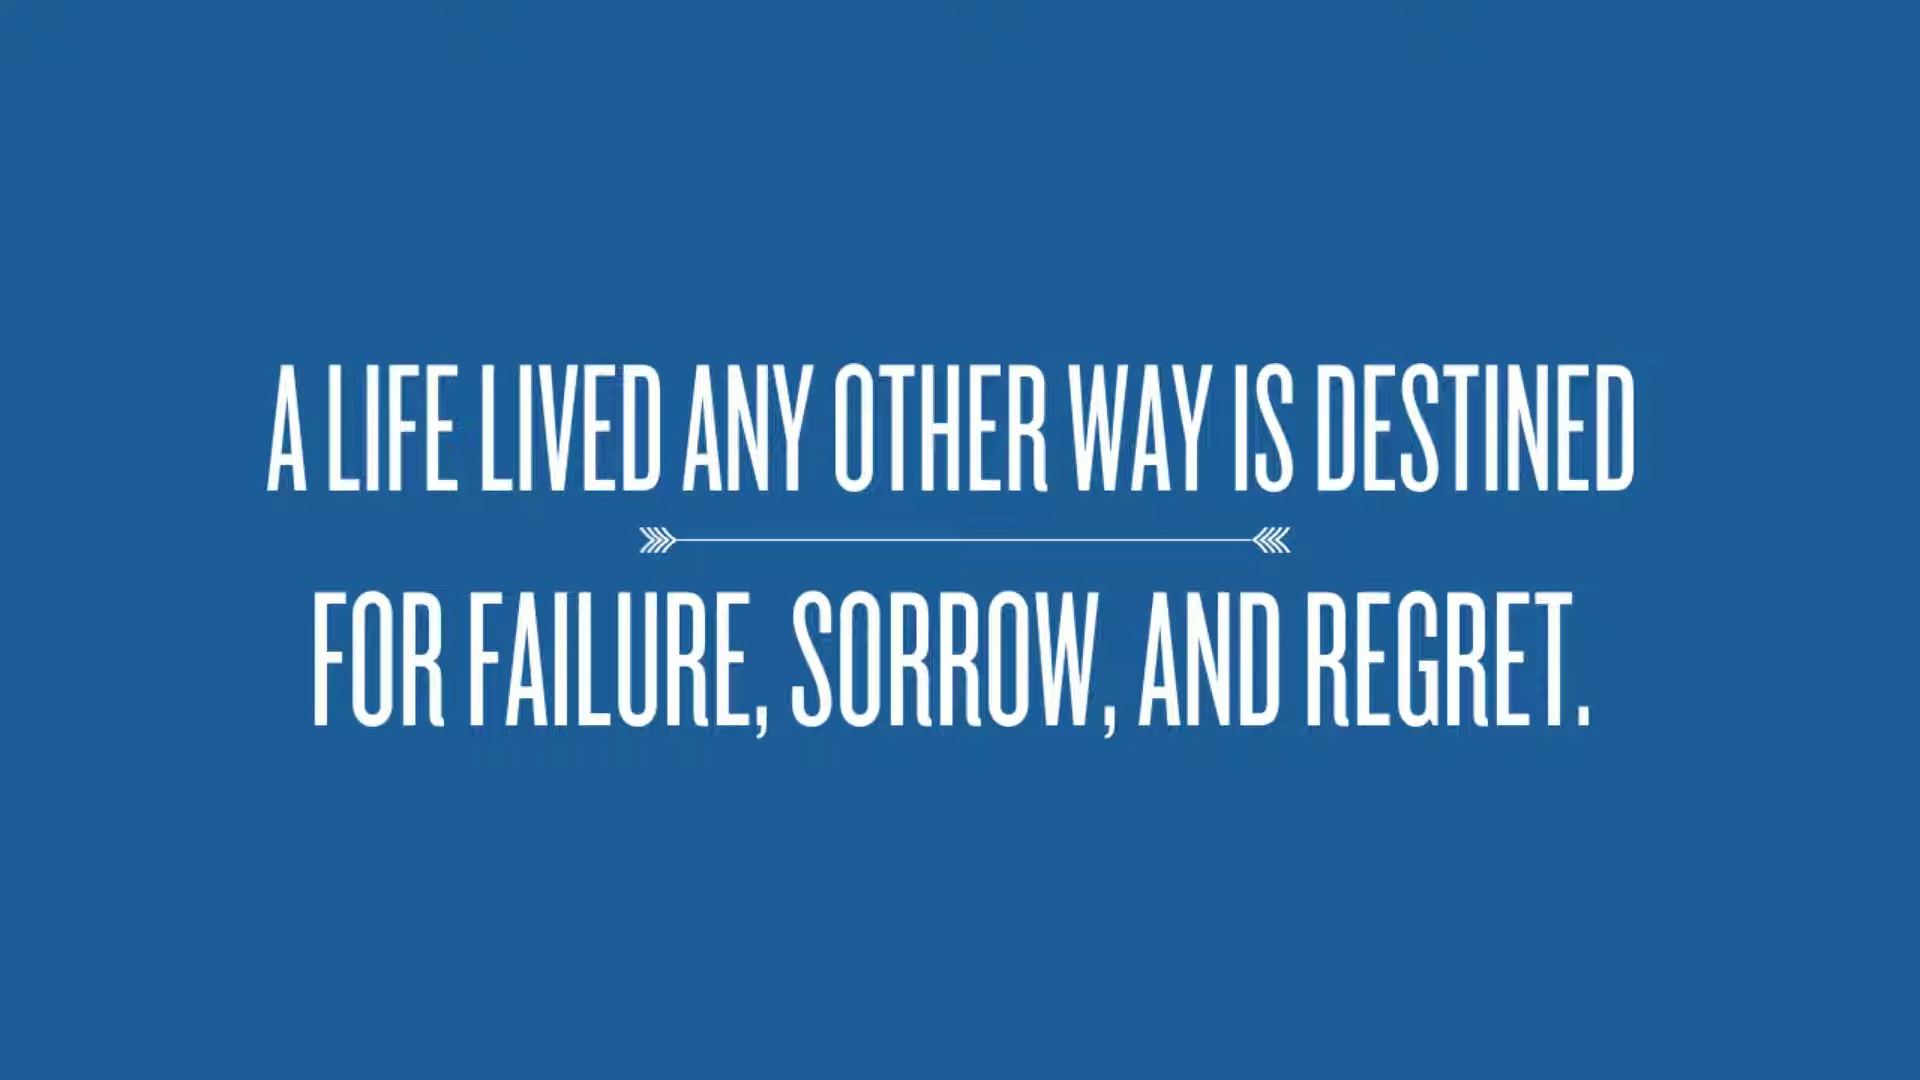 A LIFE LIVED ANY OTHER WAY IS DESTINED
FOR FAILURE, SORROW, AND REGRET.